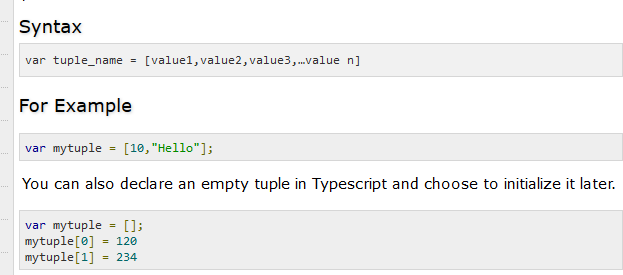 Syntax
var tuple_name = [value1,value2,value3,…value n]
For Example
var mytuple = [10,"Hello"];
You can also declare an empty tuple in Typescript and choose to initialize it later.
var mytuple = [];
mytuple[0] = 120
mytuple[1] = 234